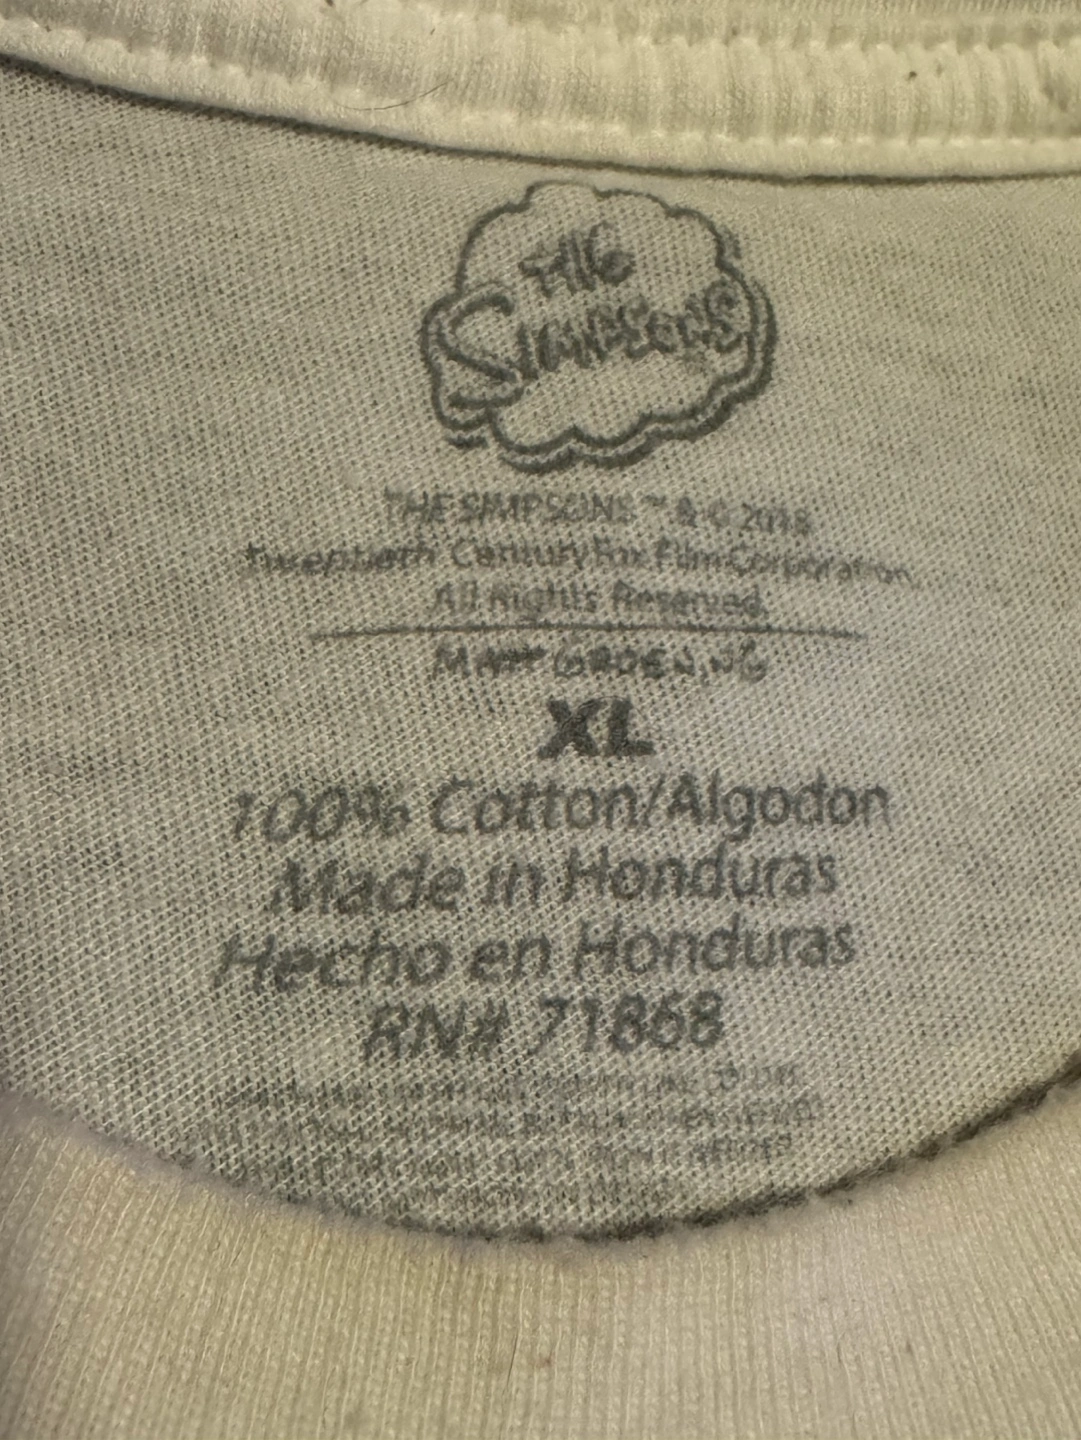 THE
SIMPSONS
THE SIMPSONS ™ & © 2018
Twentieth Century Fox Film Corporation.
All Rights Reserved.
MATT GROENING
XL
100% Cotton/Algodon
Made in Honduras
Hecho en Honduras
RN# 71868